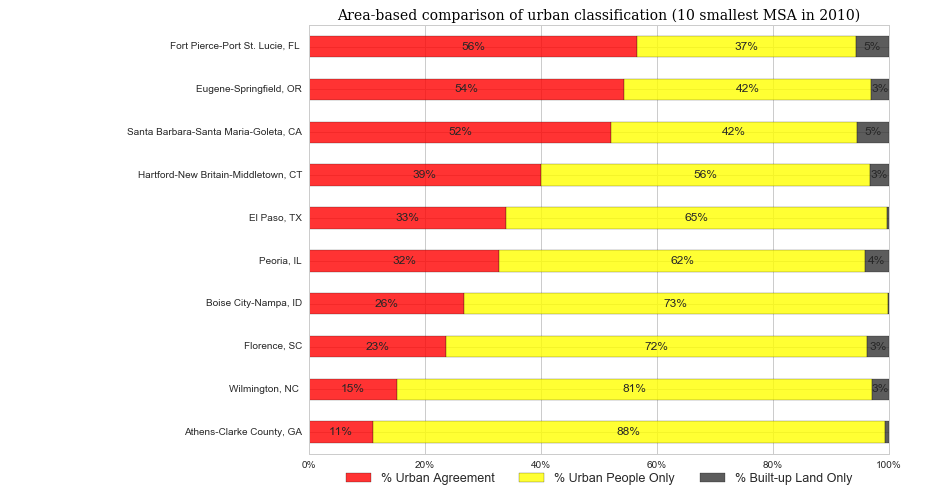 Area-based comparison of urban classification (10 smallest MSA in 2010)
Fort Pierce-Port St. Lucie, FL 56% 37% 5%
Eugene-Springfield, OR 54% 42% 3%
Santa Barbara-Santa Maria-Goleta, CA 52% 42% 5%
Hartford-New Britain-Middletown, CT 39% 56% 3%
El Paso, TX 33% 65%
Peoria, IL 32% 62% 4%
Boise City-Nampa, ID 26% 73%
Florence, SC 23% 72% 3%
Wilmington, NC 15% 81% 3%
Athens-Clarke County, GA 11% 88%
0% 20% 40% 60% 80% 100%
% Urban Agreement % Urban People Only % Built-up Land Only